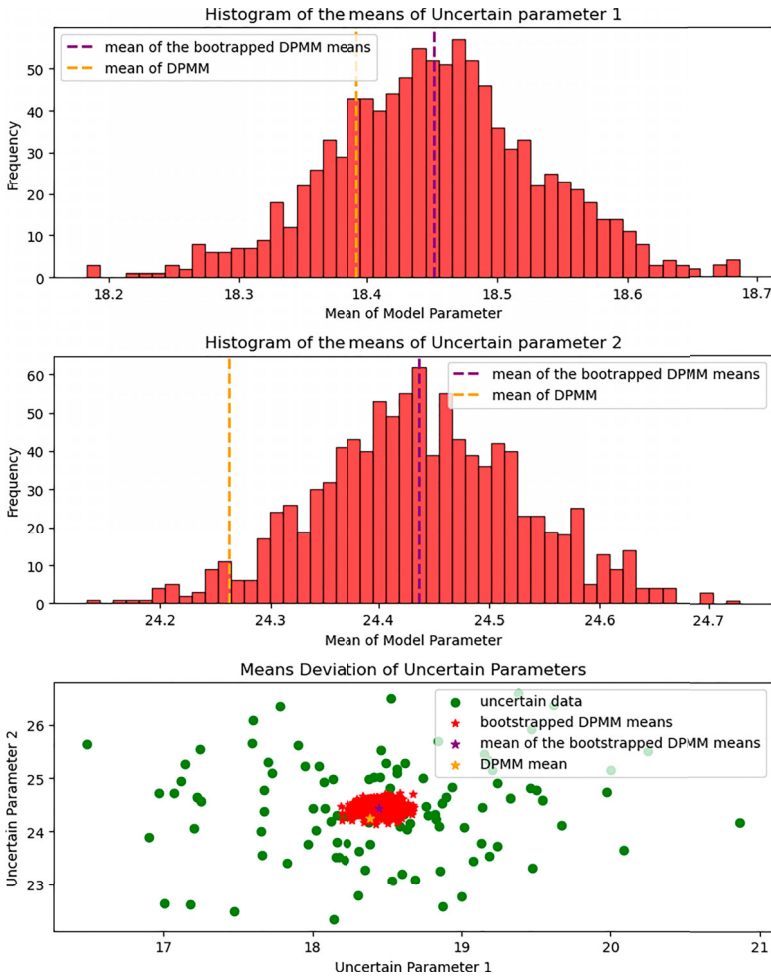 Histogram of the means of Uncertain parameter 1
mean of the bootrapped DPMM means
mean of DPMM
Frequency
50
40
30
20
10
0
18.2 18.3 18.4 18.5 18.6 18.7
Mean of Model Parameter
Histogram of the means of Uncertain parameter 2
mean of the bootrapped DPMM means
mean of DPMM
Frequency
60
50
40
30
20
10
0
24.2 24.3 24.4 24.5 24.6 24.7
Mean of Model Parameter
Means Deviation of Uncertain Parameters
uncertain data
bootstrapped DPMM means
mean of the bootstrapped DPMM means
DPMM mean
Uncertain Parameter 2
26
25
24
23
17 18 19 20 21
Uncertain Parameter 1